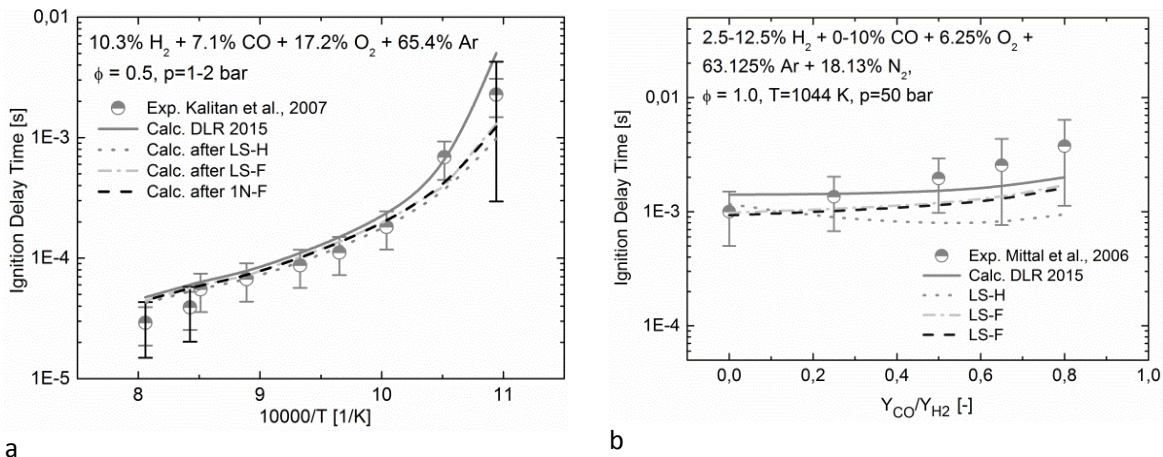 0,01
10.3% H2 + 7.1% CO + 17.2% O2 + 65.4% Ar
ϕ = 0.5, p=1-2 bar
Exp. Kalitan et al., 2007
Calc. DLR 2015
Calc. after LS-H
Calc. after LS-F
Calc. after 1N-F
1E-3
1E-4
1E-5
Ignition Delay Time [s]
8 9 10 11
10000/T [1/K]
a
2.5-12.5% H2 + 0-10% CO + 6.25% O2 +
63.125% Ar + 18.13% N2,
ϕ = 1.0, T=1044 K, p=50 bar
0,01
1E-3
1E-4
Ignition Delay Time [s]
Exp. Mittal et al., 2006
Calc. DLR 2015
LS-H
LS-F
LS-F
0,0 0,2 0,4 0,6 0,8 1,0
YCO/YH2 [-]
b